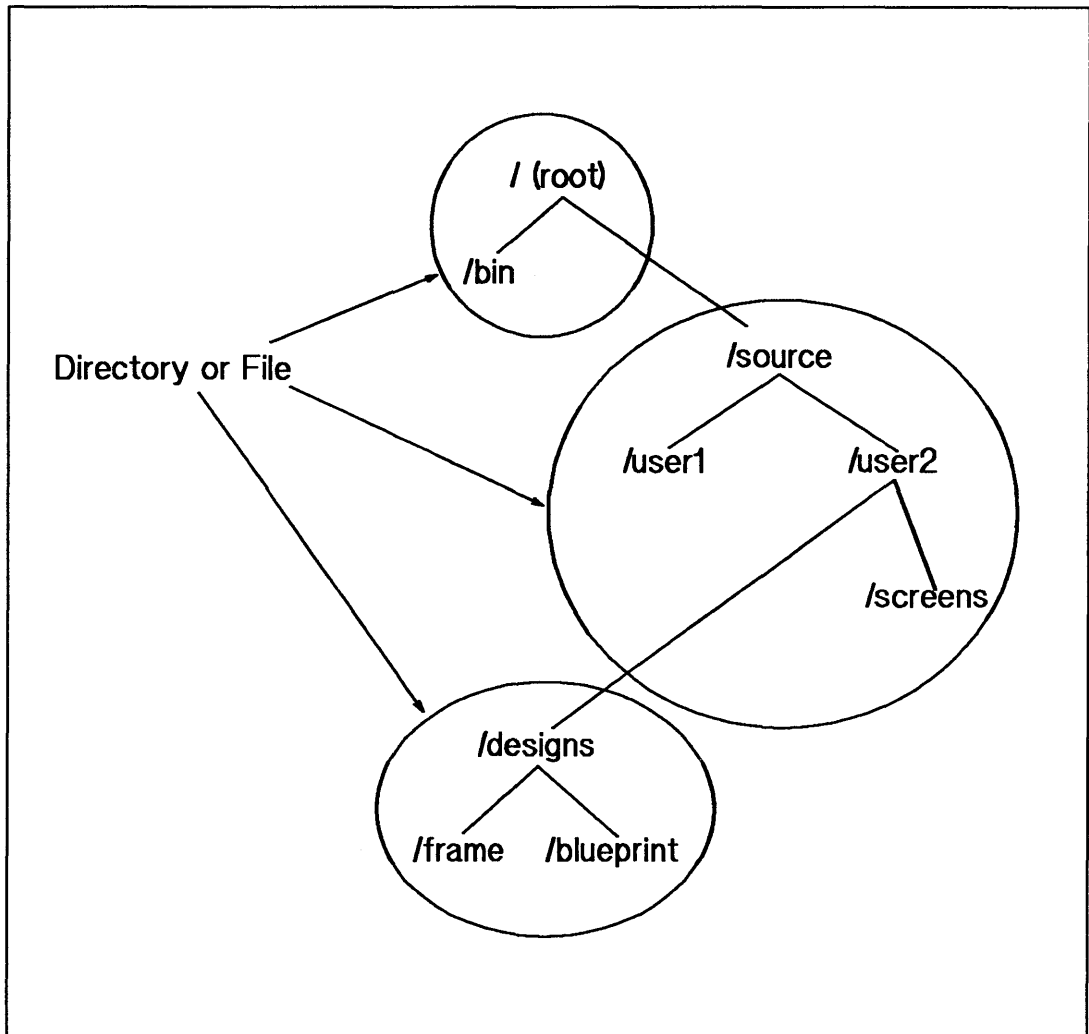 / (root)
/bin
Directory or File
/source
/user1
/user2
/screens
/designs
/frame
/blueprint